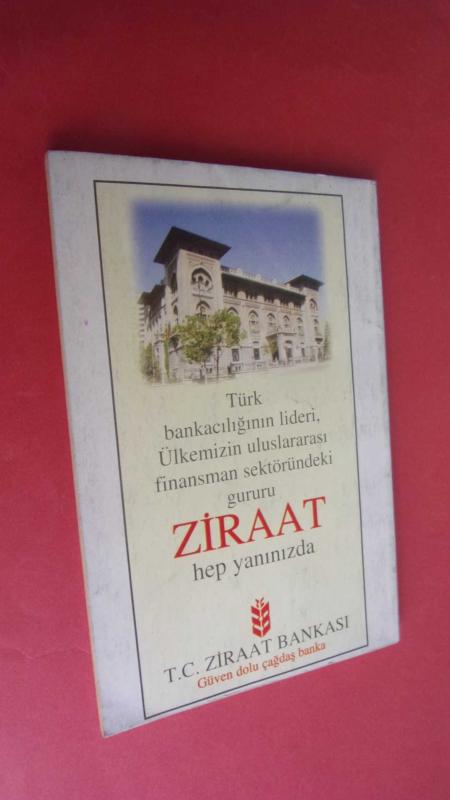 Türk
bankacılığının lideri,
Ülkemizin uluslararası
finansman sektöründeki
gururu
ZİRAAT
hep yanınızda
T.C. ZİRAAT BANKASI
Güven dolu çağdaş banka